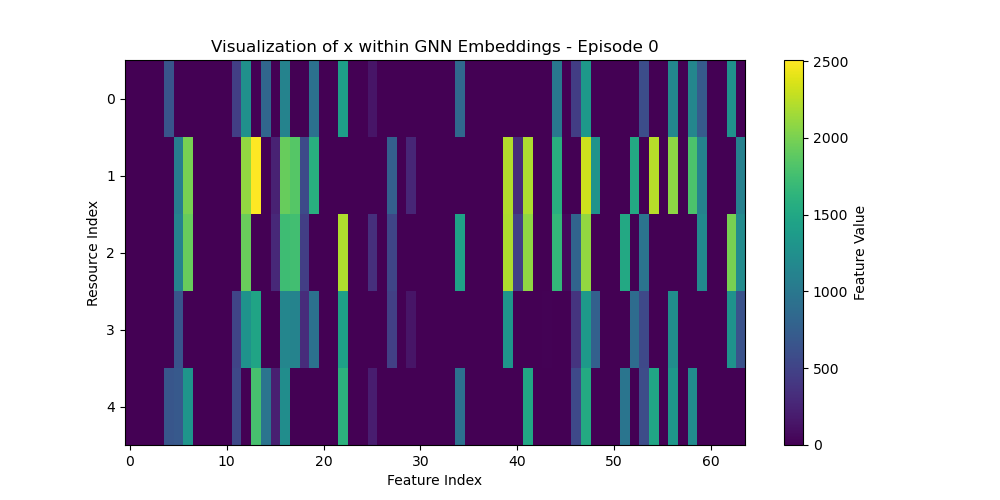 Visualization of x within GNN Embeddings - Episode 0
Resource Index
0
1
2
3
4
0 10 20 30 40 50 60
Feature Index
2500
2000
1500
1000
500
0
Feature Value